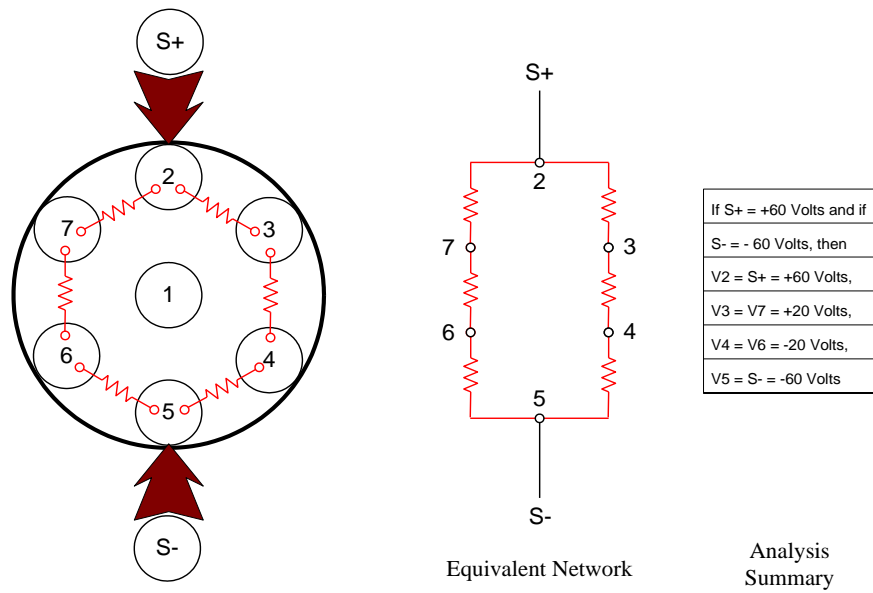 S+
2
7
3
1
6
4
5
S-
S+
2
7
3
6
4
5
S-
Equivalent Network
If S+ = +60 Volts and if
S- = - 60 Volts, then
V2 = S+ = +60 Volts,
V3 = V7 = +20 Volts,
V4 = V6 = -20 Volts,
V5 = S- = -60 Volts
Analysis
Summary